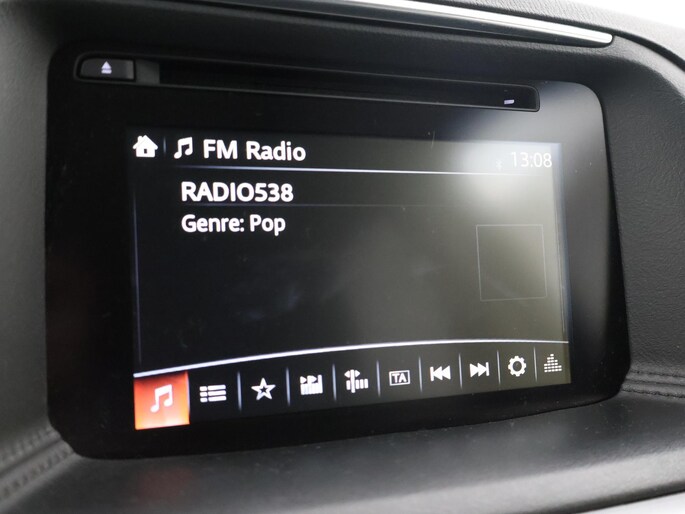 FM Radio
13:08
RADIO538
Genre: Pop
TA